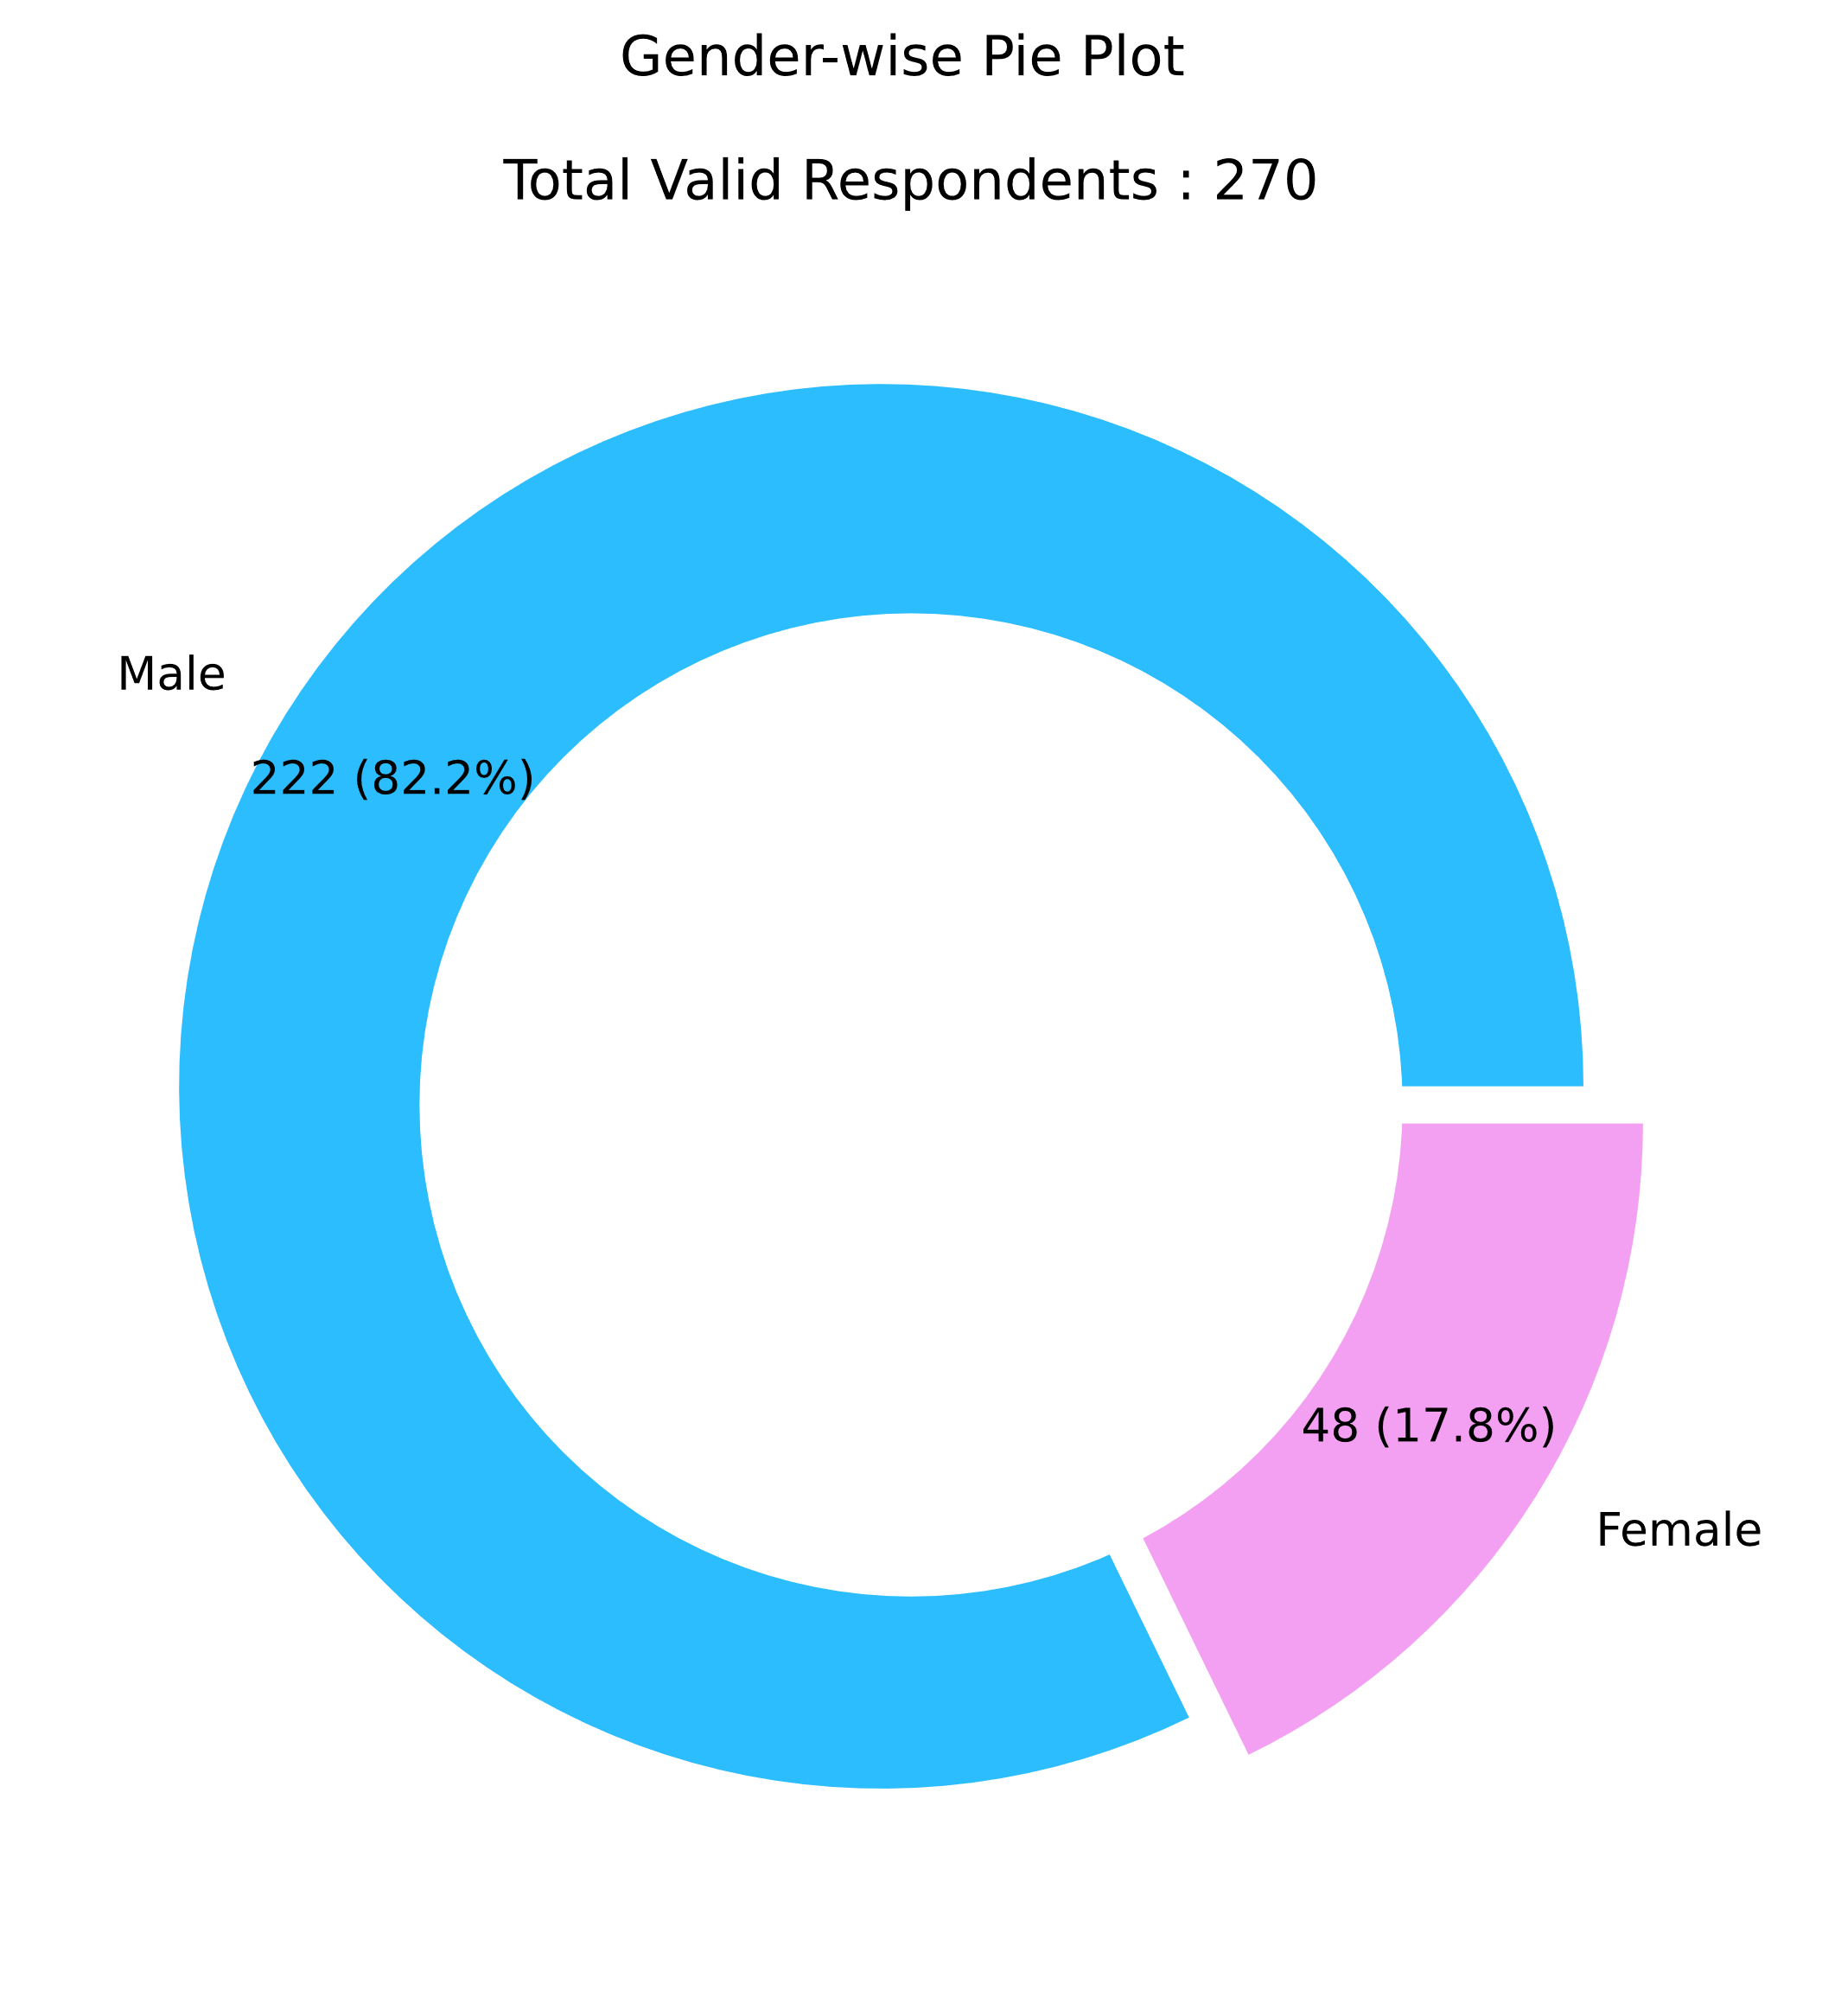 Gender-wise Pie Plot
Total Valid Respondents : 270
Male
222 (82.2%)
48 (17.8%)
Female